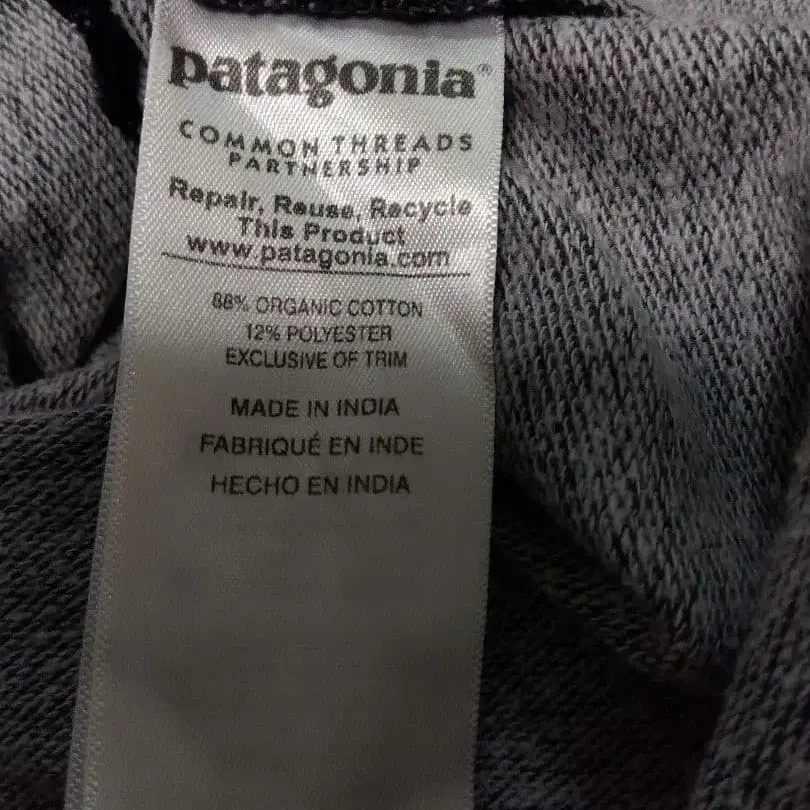 patagonia®
COMMON THREADS
PARTNERSHIP
Repair, Reuse, Recycle
This Product
www.patagonia.com
88% ORGANIC COTTON
12% POLYESTER
EXCLUSIVE OF TRIM
MADE IN INDIA
FABRIQUÉ EN INDE
HECHO EN INDIA